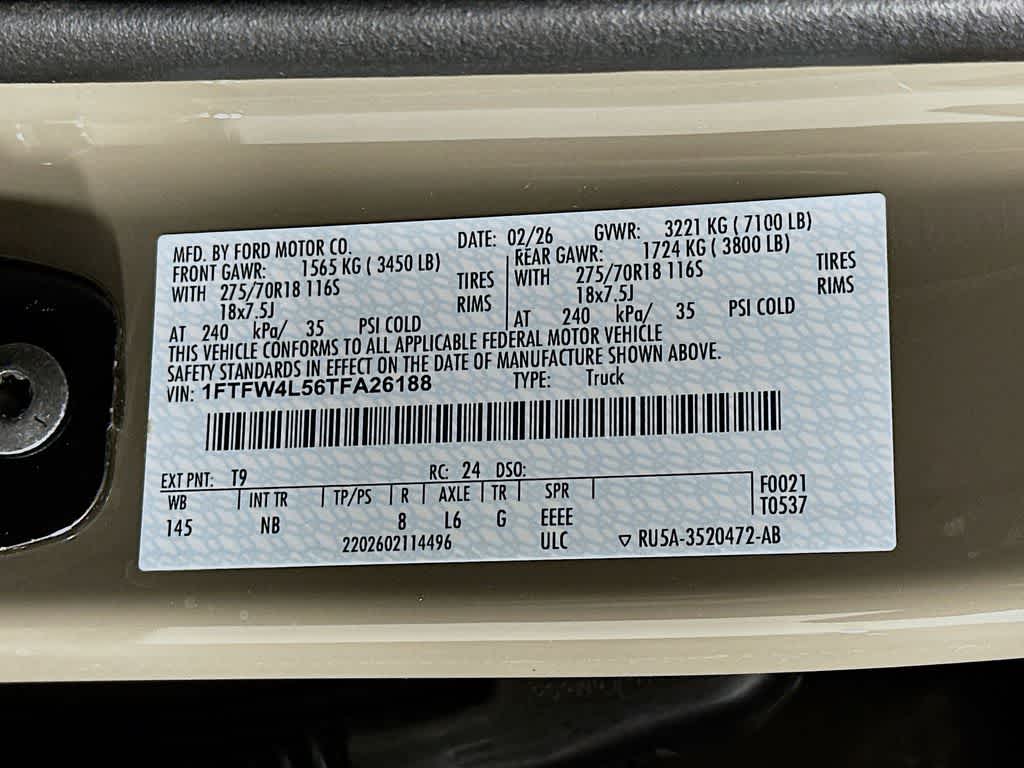 MFD. BY FORD MOTOR CO. DATE: 02/26 GVWR: 3221 KG ( 7100 LB)
FRONT GAWR: 1565 KG ( 3450 LB) REAR GAWR: 1724 KG ( 3800 LB)
WITH 275/70R18 116S TIRES WITH 275/70R18 116S TIRES
18x7.5J RIMS 18x7.5J RIMS
AT 240 kPa/ 35 PSI COLD AT 240 kPa/ 35 PSI COLD
THIS VEHICLE CONFORMS TO ALL APPLICABLE FEDERAL MOTOR VEHICLE
SAFETY STANDARDS IN EFFECT ON THE DATE OF MANUFACTURE SHOWN ABOVE.
VIN: 1FTFW4L56TFA26188 TYPE: Truck
EXT PNT: T9 RC: 24 DSO: F0021
WB INT TR TP/PS R AXLE TR SPR T0537
145 NB 8 L6 G EEEE
2202602114496 ULC ▽ RU5A-3520472-AB